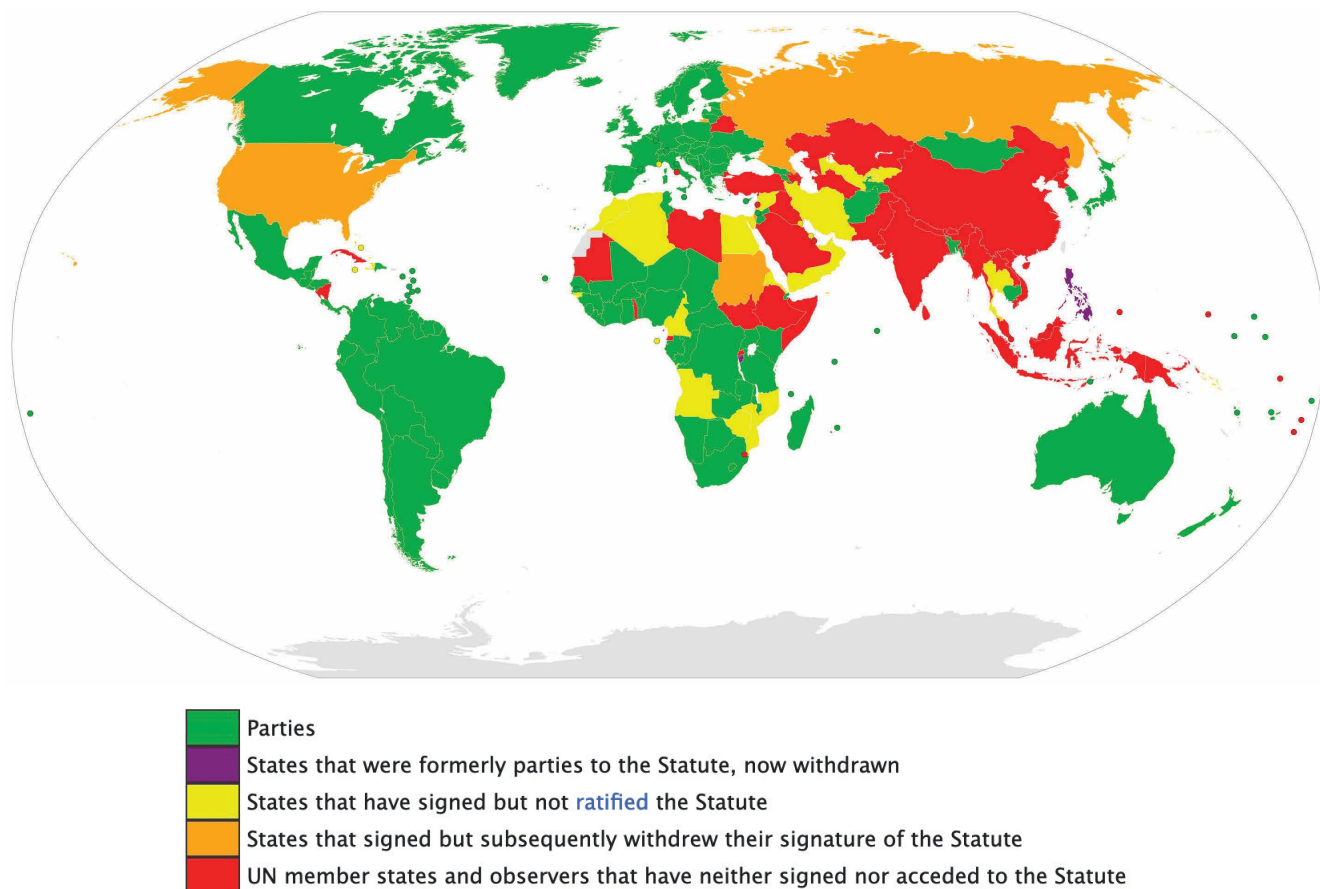 Parties
States that were formerly parties to the Statute, now withdrawn
States that have signed but not ratified the Statute
States that signed but subsequently withdrew their signature of the Statute
UN member states and observers that have neither signed nor acceded to the Statute